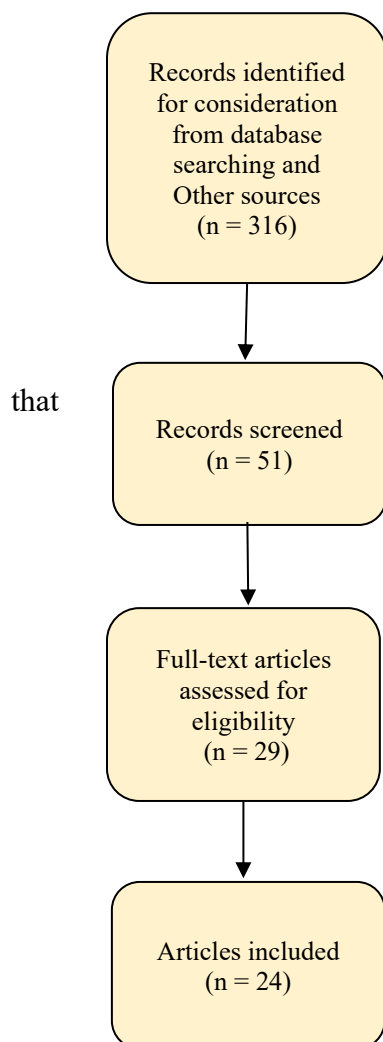 Records identified
for consideration
from database
searching and
Other sources
(n = 316)
that
Records screened
(n = 51)
Full-text articles
assessed for
eligibility
(n = 29)
Articles included
(n = 24)